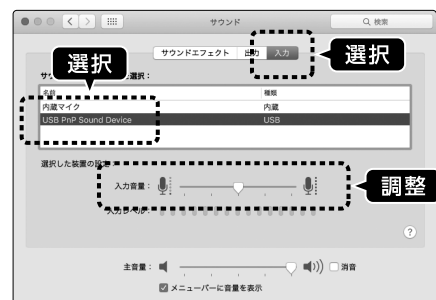 サウンド
検索
サウンドエフェクト 出力 入力
選択
選択
を選択：
名前 種類
内蔵マイク 内蔵
USB PnP Sound Device USB
選択した装置の設定：
入力音量：
調整
入力レベル：
?
主音量： 消音
メニューバーに音量を表示